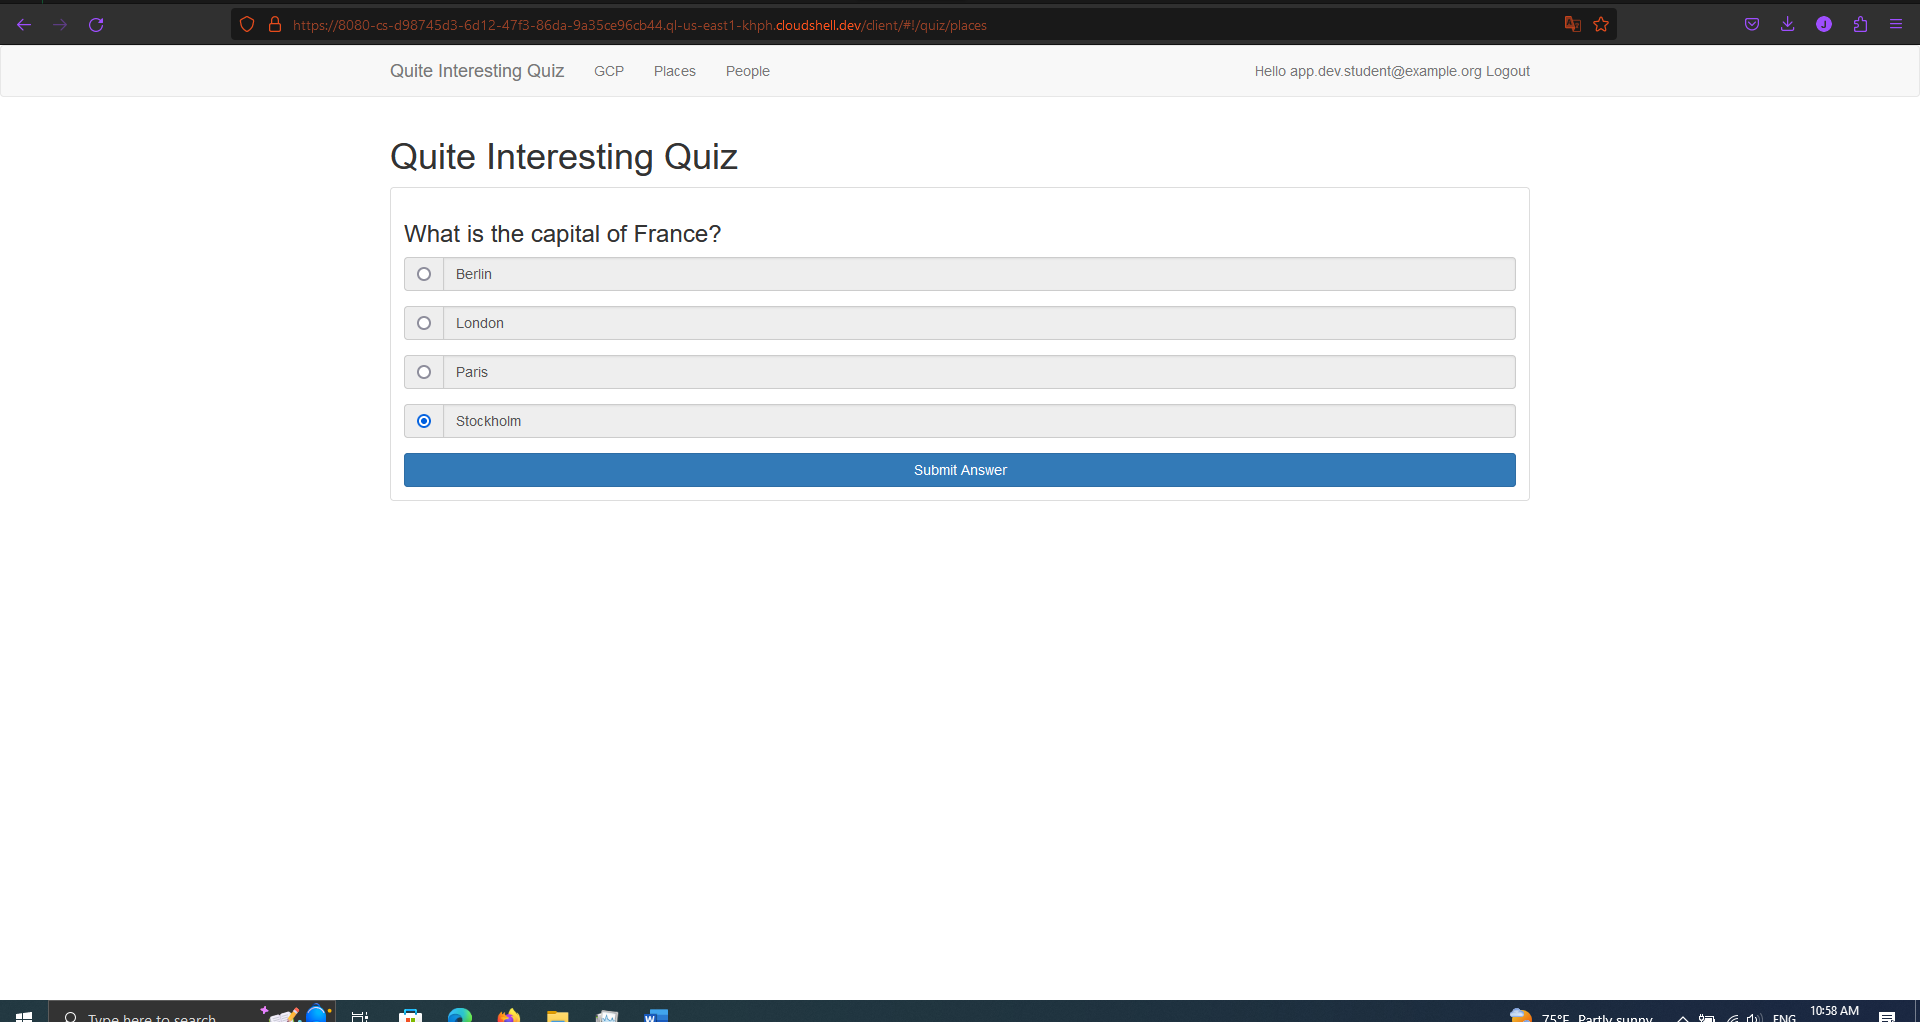 https://8080-cs-d98745d3-6d12-47f3-86da-9a35ce96cb44.ql-us-east1-khph.cloudshell.dev/client/#!/quiz/places
J
Quite Interesting Quiz GCP Places People Hello app.dev.student@example.org Logout
Quite Interesting Quiz
What is the capital of France?
Berlin
London
Paris
Stockholm
Submit Answer
Type here to search 75°F Partly sunny ENG 10:58 AM